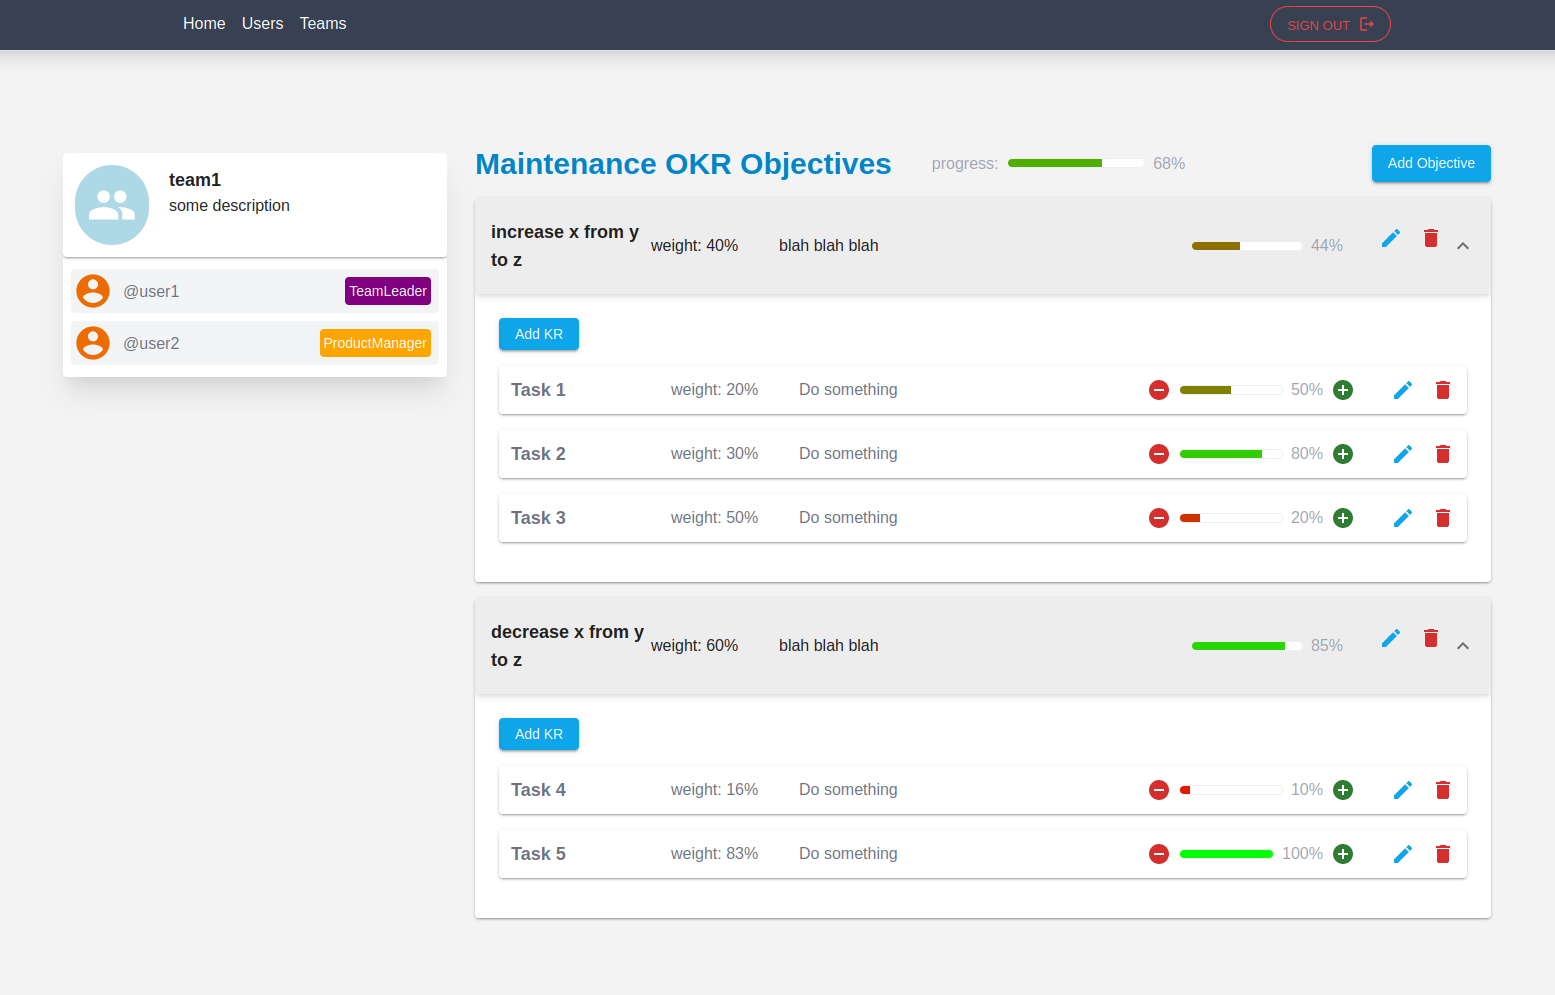 Home Users Teams SIGN OUT
team1
some description
@user1 TeamLeader
@user2 ProductManager
Maintenance OKR Objectives progress: 68% Add Objective
increase x from y
to z
weight: 40% blah blah blah 44%
Add KR
Task 1 weight: 20% Do something 50%
Task 2 weight: 30% Do something 80%
Task 3 weight: 50% Do something 20%
decrease x from y
to z
weight: 60% blah blah blah 85%
Add KR
Task 4 weight: 16% Do something 10%
Task 5 weight: 83% Do something 100%